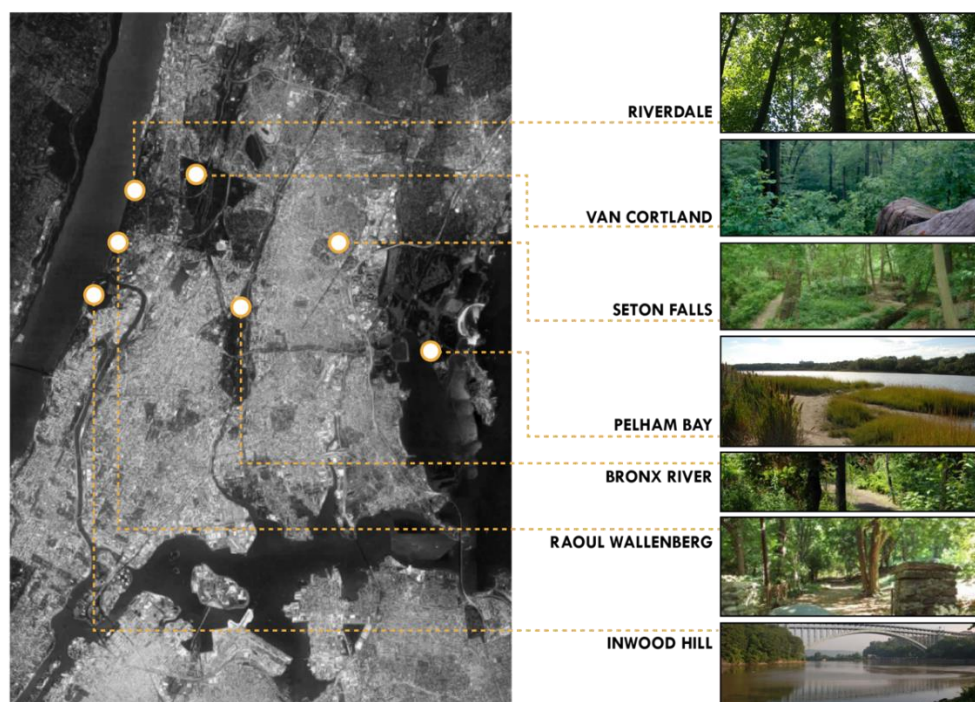 RIVERDALE
VAN CORTLAND
SETON FALLS
PELHAM BAY
BRONX RIVER
RAOUL WALLENBERG
INWOOD HILL